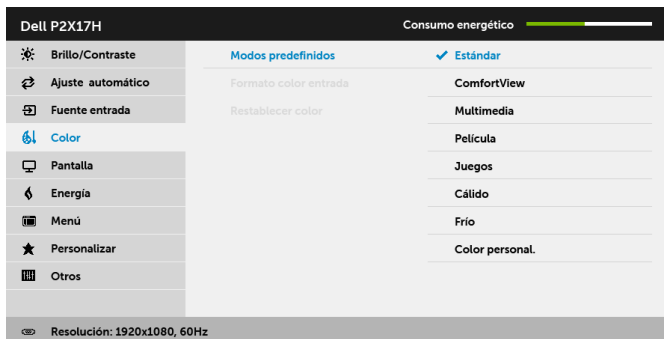 Dell P2X17H
Consumo energético
Brillo/Contraste
Modos predefinidos
Estándar
Ajuste automático
Formato color entrada
ComfortView
Fuente entrada
Restablecer color
Multimedia
Color
Película
Pantalla
Juegos
Energía
Cálido
Menú
Frío
Personalizar
Color personal.
Otros
Resolución: 1920x1080, 60Hz